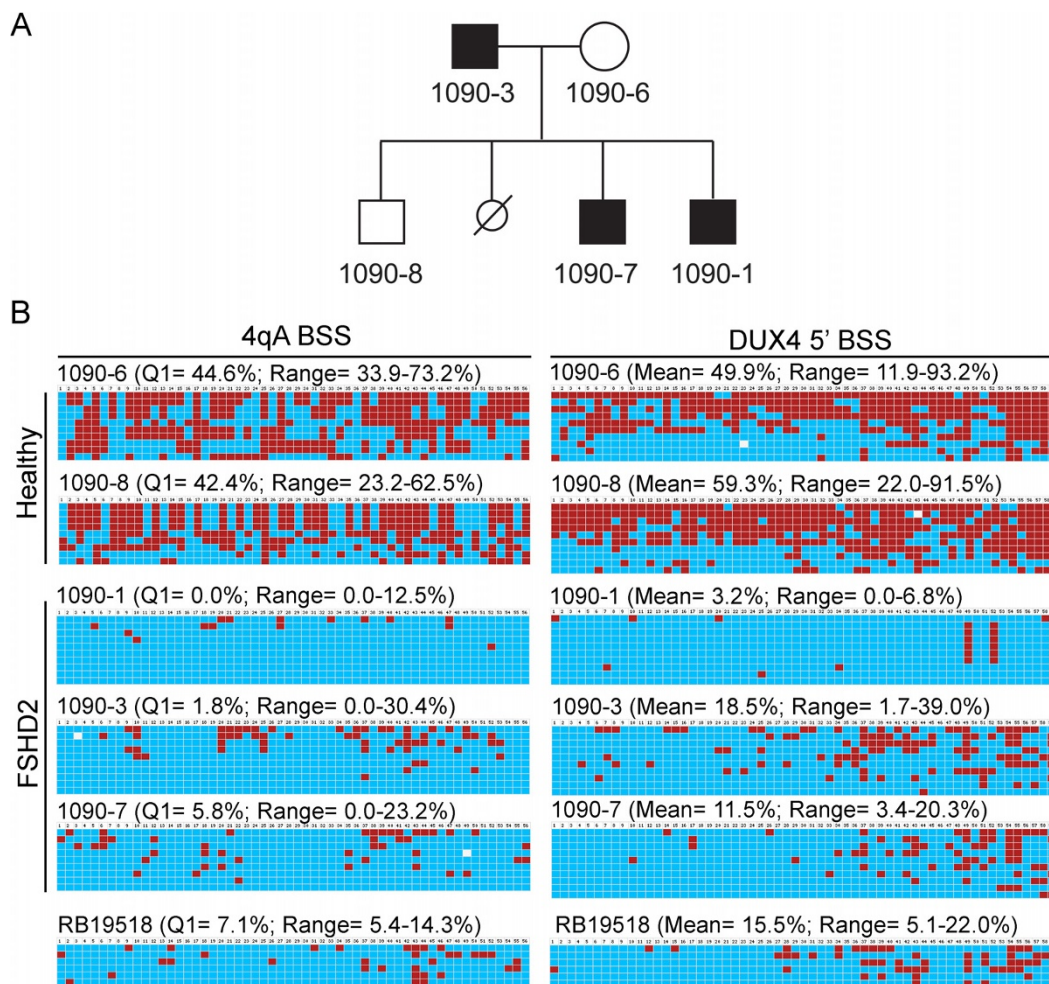 A
1090-3
1090-6
1090-8
1090-7
1090-1
B
4qA BSS
DUX4 5' BSS
Healthy
1090-6 (Q1= 44.6%; Range= 33.9-73.2%)
1090-6 (Mean= 49.9%; Range= 11.9-93.2%)
1090-8 (Q1= 42.4%; Range= 23.2-62.5%)
1090-8 (Mean= 59.3%; Range= 22.0-91.5%)
FSHD2
1090-1 (Q1= 0.0%; Range= 0.0-12.5%)
1090-1 (Mean= 3.2%; Range= 0.0-6.8%)
1090-3 (Q1= 1.8%; Range= 0.0-30.4%)
1090-3 (Mean= 18.5%; Range= 1.7-39.0%)
1090-7 (Q1= 5.8%; Range= 0.0-23.2%)
1090-7 (Mean= 11.5%; Range= 3.4-20.3%)
RB19518 (Q1= 7.1%; Range= 5.4-14.3%)
RB19518 (Mean= 15.5%; Range= 5.1-22.0%)